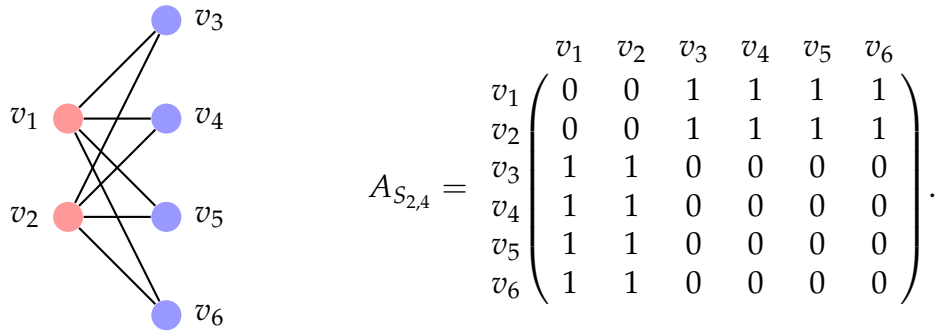 v₃
v₁ v₄
v₂ v₅
v₆
v₁ v₂ v₃ v₄ v₅ v₆
v₁ 0 0 1 1 1 1
v₂ 0 0 1 1 1 1
v₃ 1 1 0 0 0 0
A_{S_{2,4}} =
v₄ 1 1 0 0 0 0
v₅ 1 1 0 0 0 0
v₆ 1 1 0 0 0 0 .